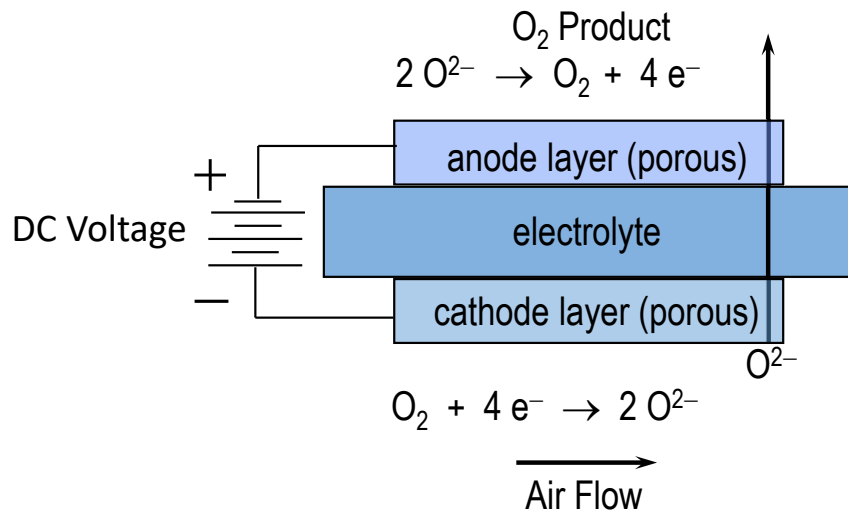 O₂ Product
2 O²⁻ → O₂ + 4 e⁻
anode layer (porous)
+
DC Voltage
electrolyte
−
cathode layer (porous)
O²⁻
O₂ + 4 e⁻ → 2 O²⁻
Air Flow